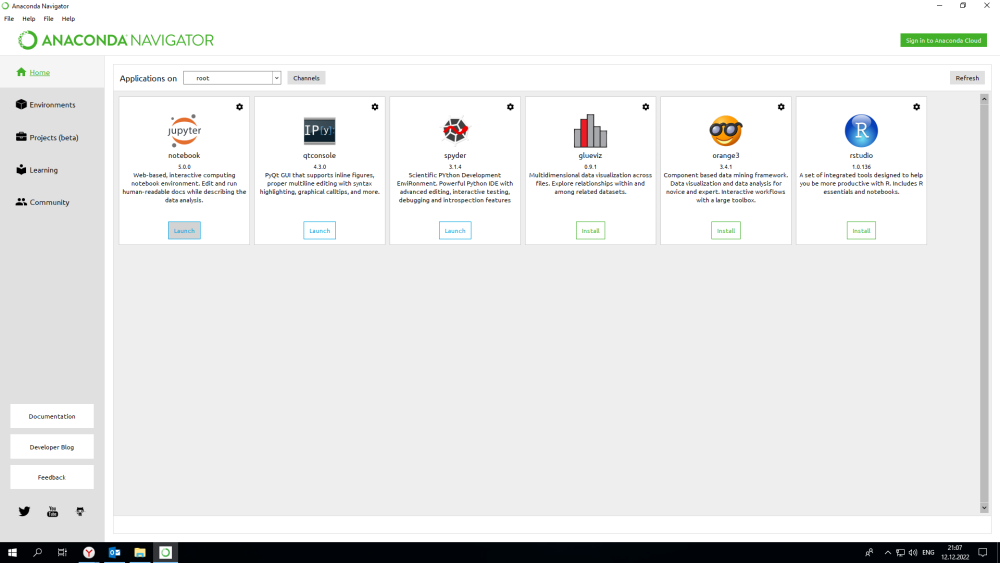 Anaconda Navigator
File Help File Help
ANACONDA NAVIGATOR
Sign in to Anaconda Cloud
Home
Environments
Projects (beta)
Learning
Community
Documentation
Developer Blog
Feedback
You
Tube
Applications on root Channels Refresh
jupyter
notebook
5.0.0
Web-based, interactive computing
notebook environment. Edit and run
human-readable docs while describing the
data analysis.
Launch
IP[y]:
qtconsole
4.3.0
PyQt GUI that supports inline figures,
proper multiline editing with syntax
highlighting, graphical calltips, and more.
Launch
spyder
3.1.4
Scientific PYthon Development
EnviRonment. Powerful Python IDE with
advanced editing, interactive testing,
debugging and introspection features
Launch
glueviz
0.9.1
Multidimensional data visualization across
files. Explore relationships within and
among related datasets.
Install
orange3
3.4.1
Component based data mining framework.
Data visualization and data analysis for
novice and expert. Interactive workflows
with a large toolbox.
Install
R
rstudio
1.0.136
A set of integrated tools designed to help
you be more productive with R. Includes R
essentials and notebooks.
Install
ENG
21:07
12.12.2022